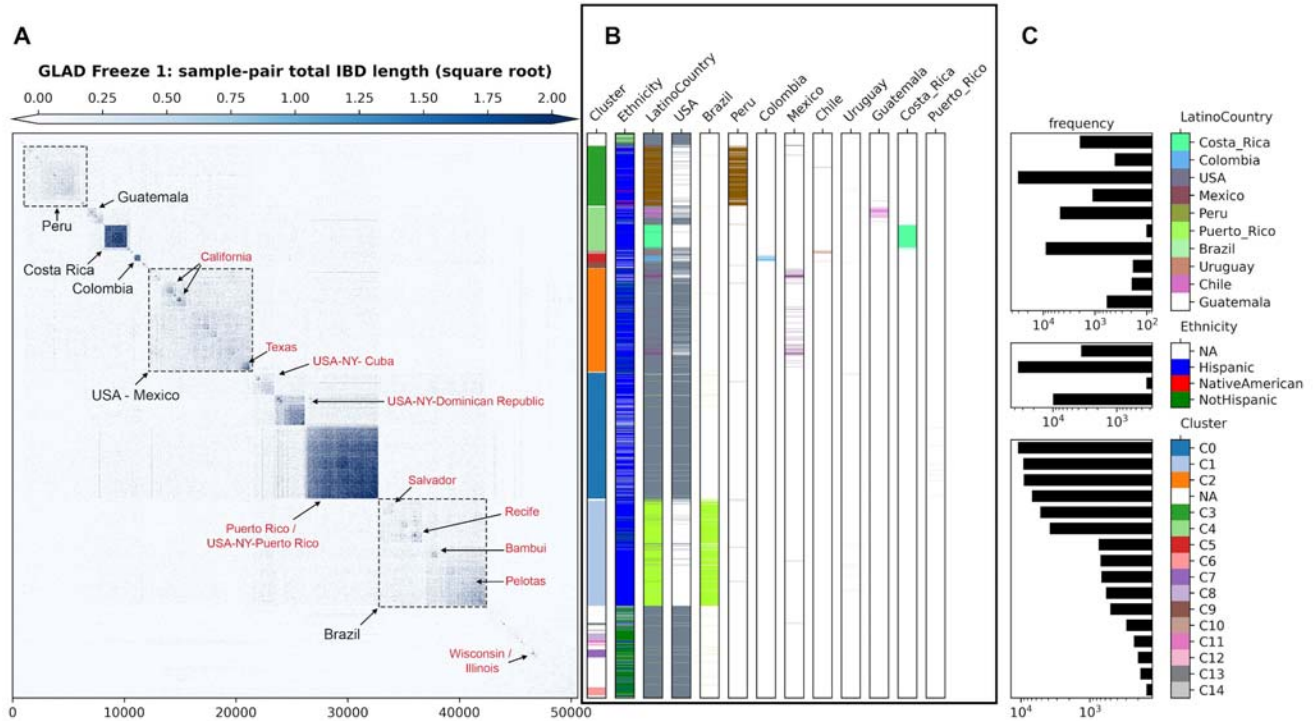 A
GLAD Freeze 1: sample-pair total IBD length (square root)
0.00 0.25 0.75 1.00 1.25 0.50 1.75 2.00
Peru
Guatemala
Costa Rica
Colombia
California
USA - Mexico
Texas
USA-NY- Cuba
USA-NY-Dominican Republic
Puerto Rico /
USA-NY-Puerto Rico
Salvador
Recife
Bambui
Pelotas
Brazil
Wisconsin /
Illinois
0 10000 20000 30000 40000 50000
B
Cluster
Ethnicity
LatinoCountry
USA
Brazil
Peru
Colombia
Mexico
Chile
Uruguay
Guatemala
Costa_Rica
Puerto_Rico
C
frequency
LatinoCountry
Costa_Rica
Colombia
USA
Mexico
Peru
Puerto_Rico
Brazil
Uruguay
Chile
Guatemala
10⁴ 10³ 10²
Ethnicity
NA
Hispanic
NativeAmerican
NotHispanic
10⁴ 10³
Cluster
C0
C1
C2
NA
C3
C4
C5
C6
C7
C8
C9
C10
C11
C12
C13
C14
10⁴ 10³